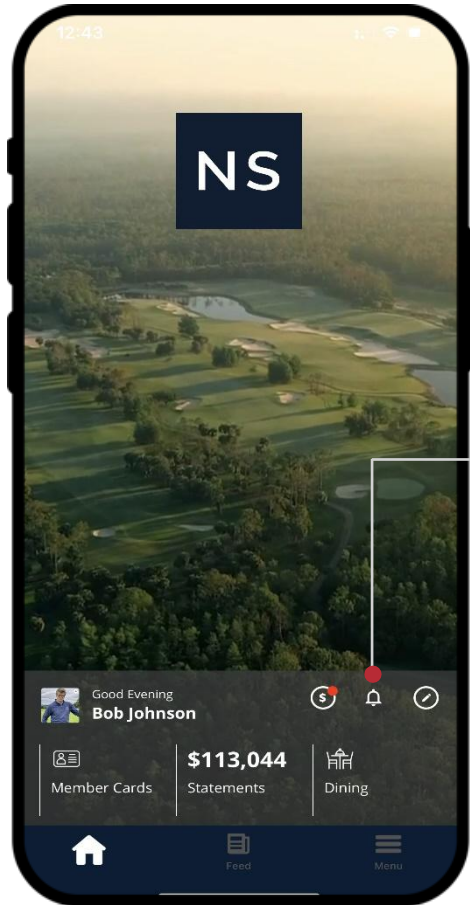 12:43
NS
Good Evening
Bob Johnson
$
Member Cards
$113,044
Statements
Dining
Feed
Menu